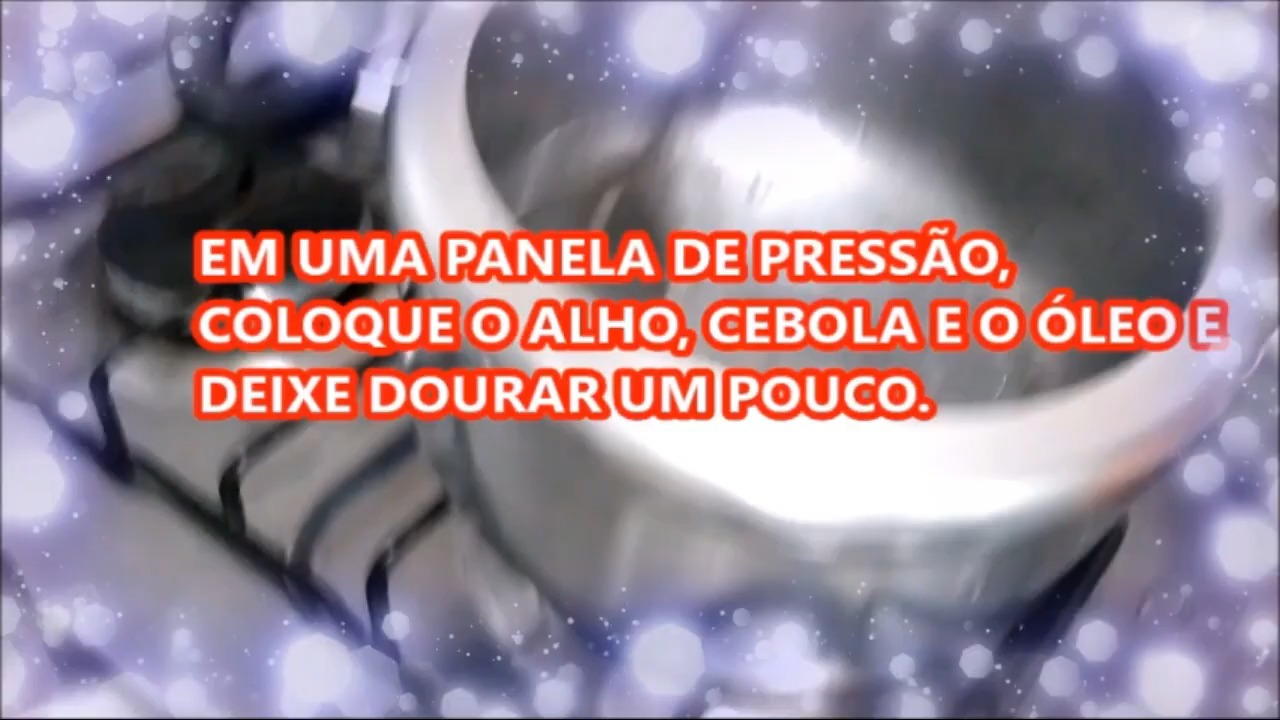 EM UMA PANELA DE PRESSÃO,
COLOQUE O ALHO, CEBOLA E O ÓLEO E
DEIXE DOURAR UM POUCO.